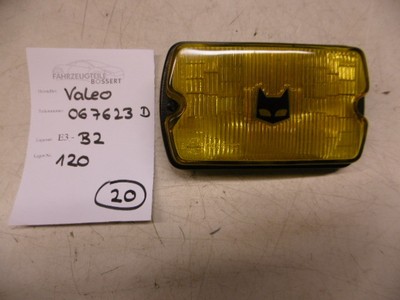 FAHRZEUGTEILE
BOSSERT
Valeo
067623 D
E3 - B2
120
20